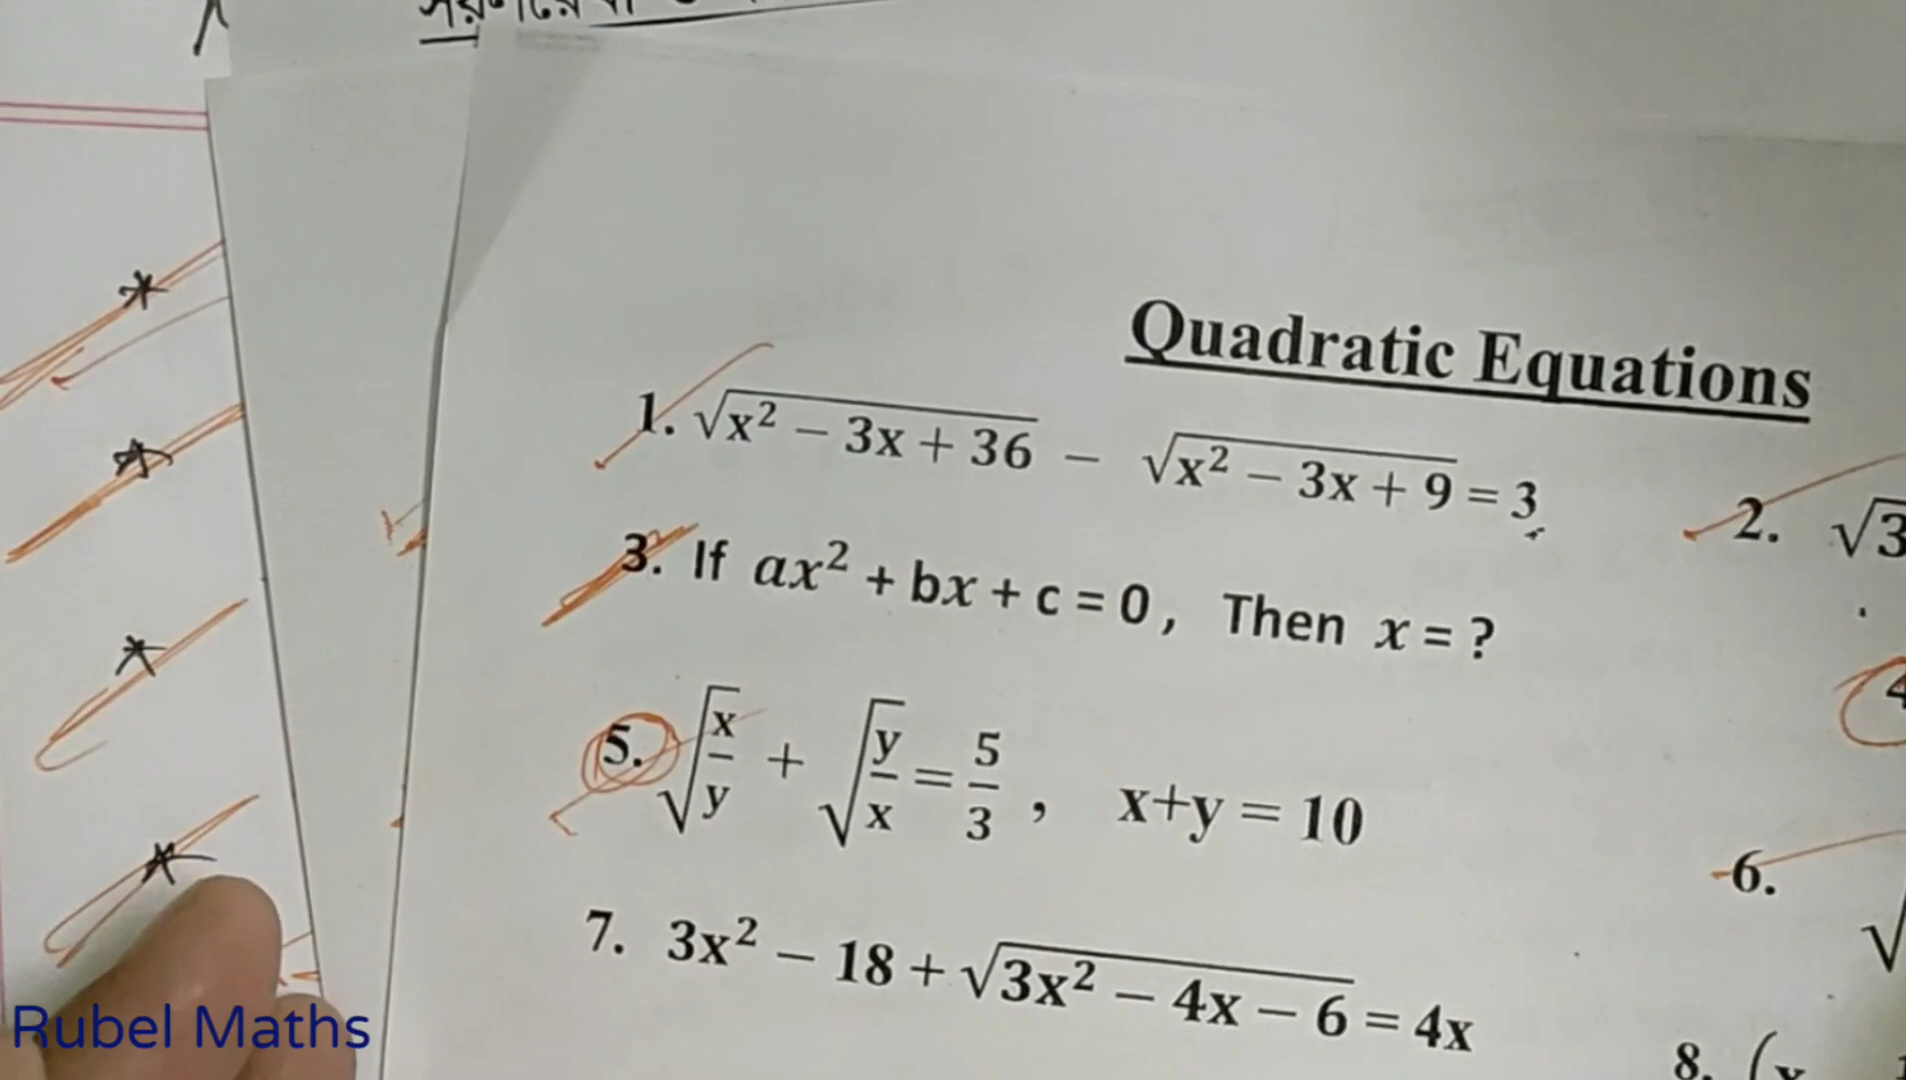 Quadratic Equations
1. √(x² − 3x + 36) − √(x² − 3x + 9) = 3
2. √3
3. If ax² + bx + c = 0, Then x = ?
4
5. √(x/y) + √(y/x) = 5/3, x+y = 10
6. √
7. 3x² − 18 + √(3x² − 4x − 6) = 4x
8. (x
Rubel Maths